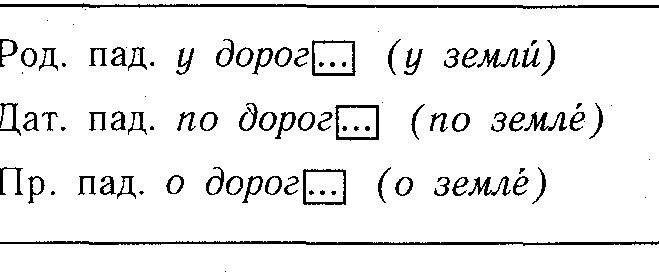 Род. пад. у дорог... (у земли́)
Дат. пад. по дорог... (по земле́)
Пр. пад. о дорог... (о земле́)